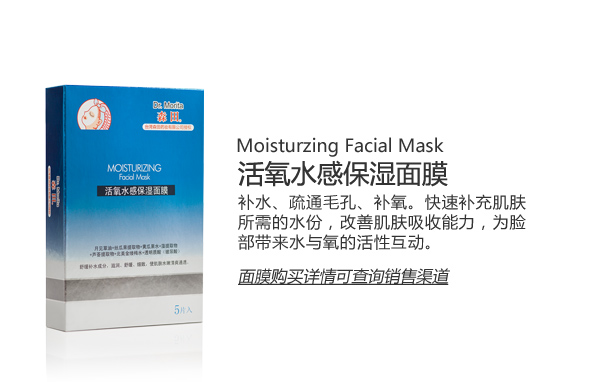 Dr. Morita
森田
MOISTURIZING
Facial Mask
活氧水感保湿面膜
5片入
Dr. Morita
森田
Moisturzing Facial Mask
活氧水感保湿面膜
补水、疏通毛孔、补氧。快速补充肌肤
所需的水份，改善肌肤吸收能力，为脸
部带来水与氧的活性互动。
面膜购买详情可查询销售渠道